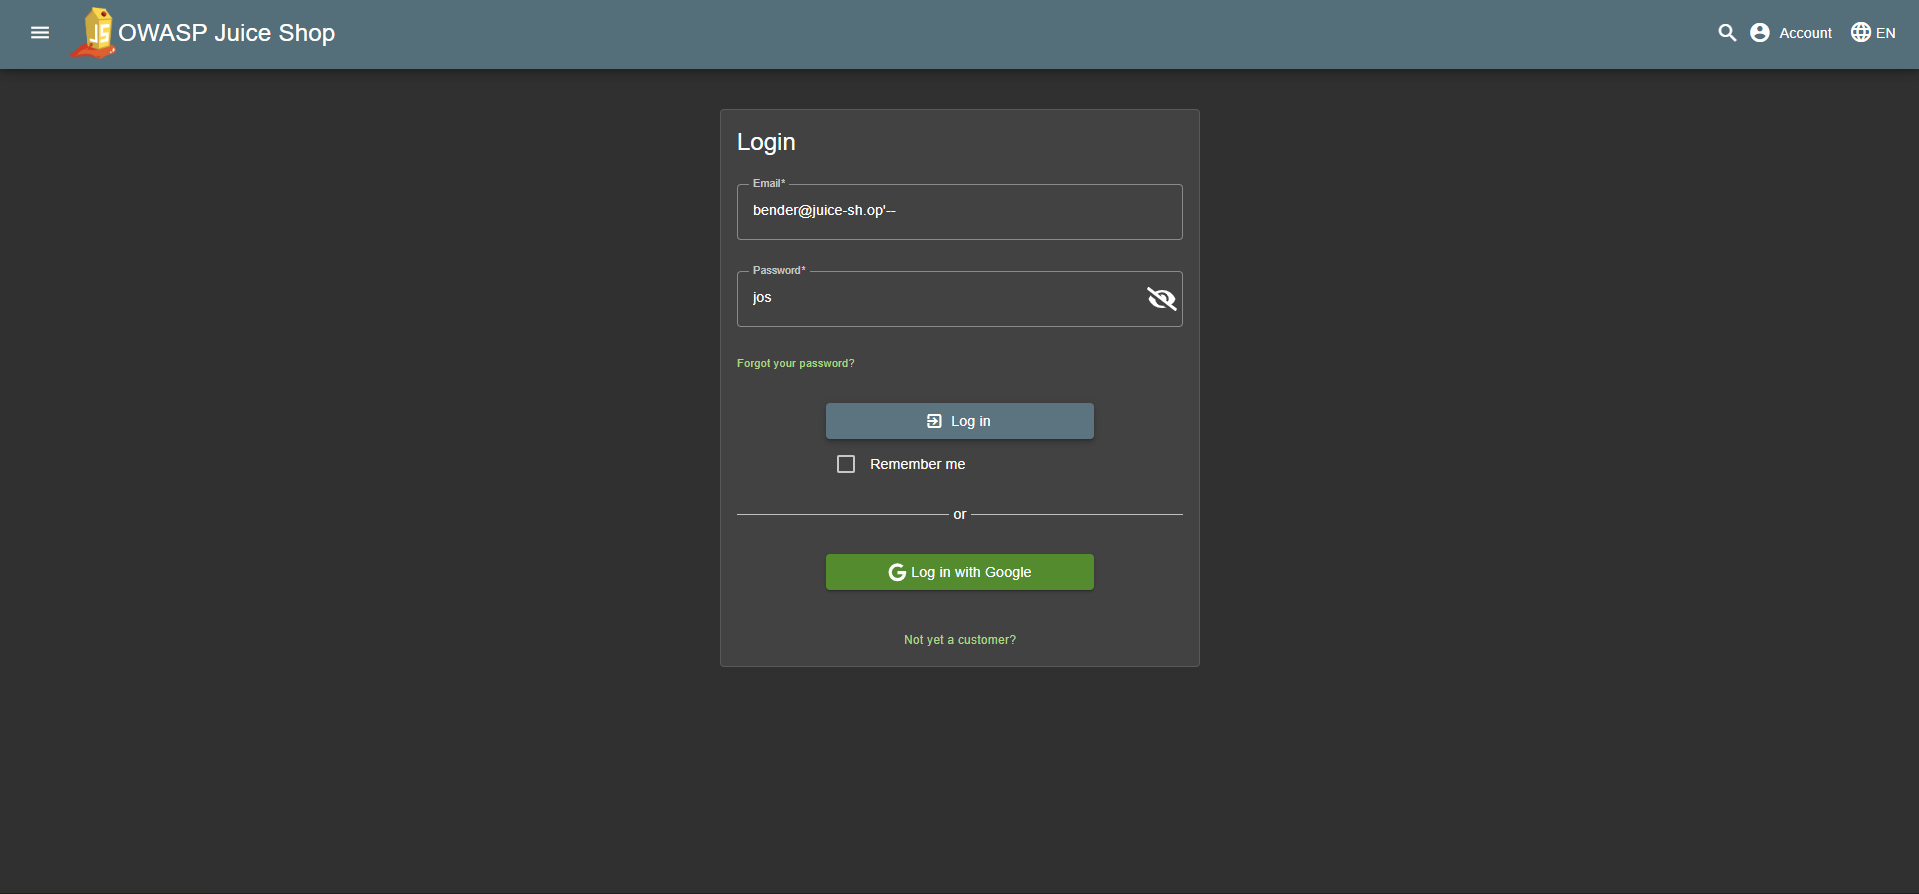 OWASP Juice Shop
Account
EN
Login
Email*
bender@juice-sh.op'--
Password*
jos
Forgot your password?
Log in
Remember me
or
Log in with Google
Not yet a customer?